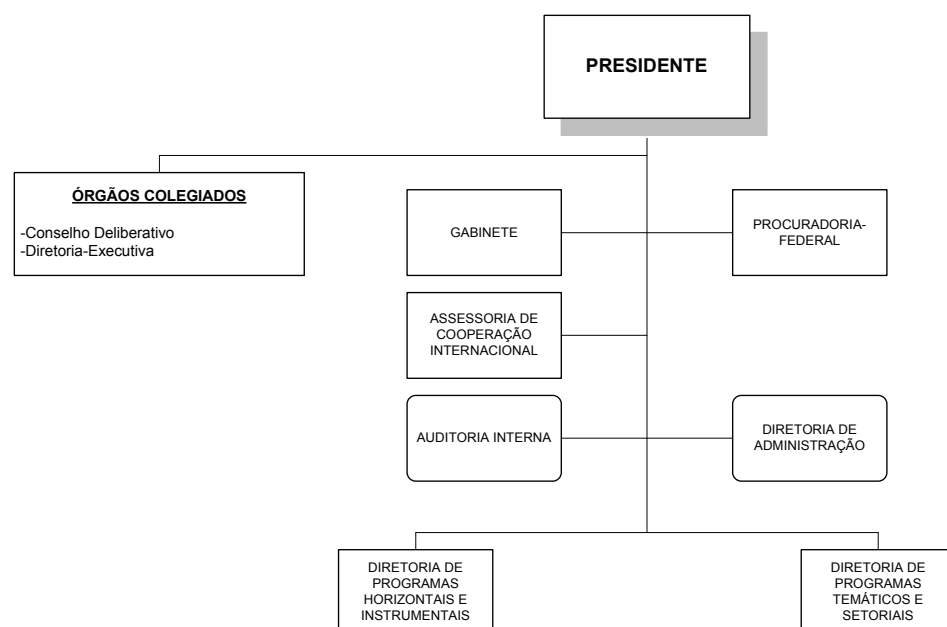 PRESIDENTE
ÓRGÃOS COLEGIADOS
-Conselho Deliberativo
-Diretoria-Executiva
GABINETE
PROCURADORIA-
FEDERAL
ASSESSORIA DE
COOPERAÇÃO
INTERNACIONAL
AUDITORIA INTERNA
DIRETORIA DE
ADMINISTRAÇÃO
DIRETORIA DE
PROGRAMAS
HORIZONTAIS E
INSTRUMENTAIS
DIRETORIA DE
PROGRAMAS
TEMÁTICOS E
SETORIAIS